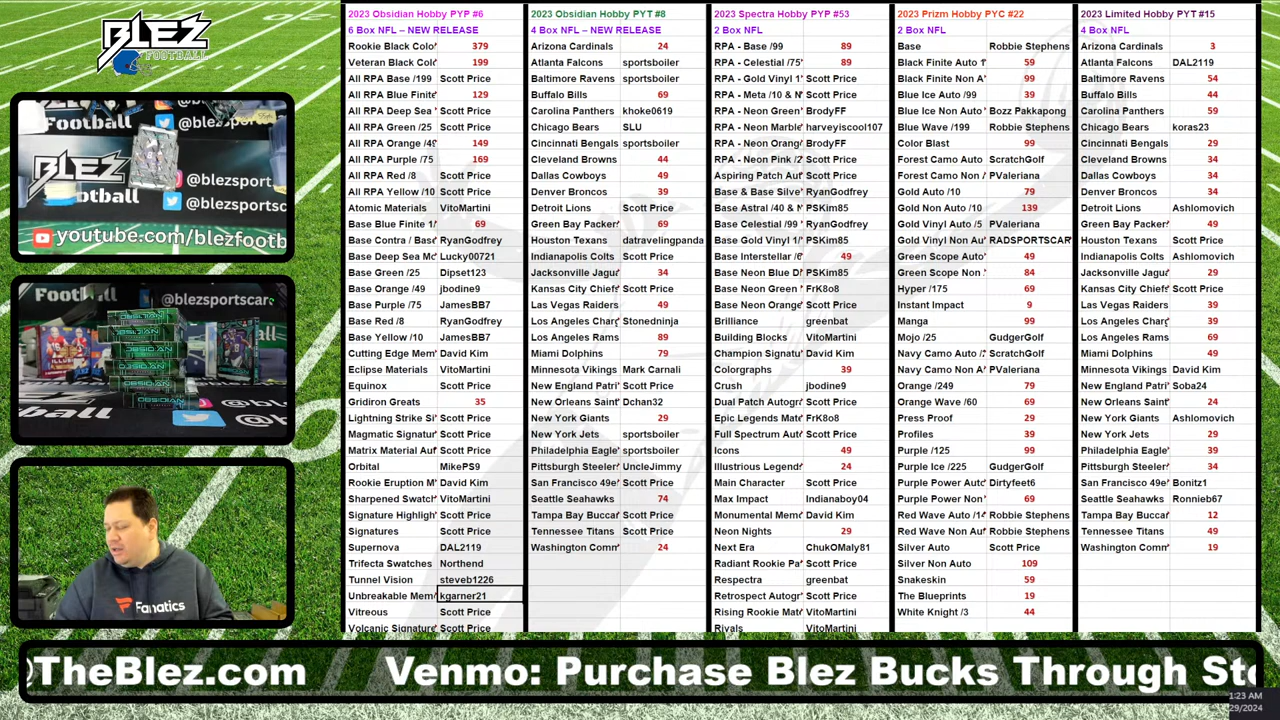 BLEZ
FOOTBALL
Football
@blezsport
youtube.com/blezfootb
@blezsportscar
OBSIDIAN
Fanatics
2023 Obsidian Hobby PYP #6
6 Box NFL – NEW RELEASE
Rookie Black Colo 379
Veteran Black Col 199
All RPA Base /199 Scott Price
All RPA Blue Finite 129
All RPA Deep Sea Scott Price
All RPA Green /25 Scott Price
All RPA Orange /49 149
All RPA Purple /75 169
All RPA Red /8 Scott Price
All RPA Yellow /10 Scott Price
Atomic Materials VitoMartini
Base Blue Finite 1/ 69
Base Contra / Base RyanGodfrey
Base Deep Sea Mo Lucky00721
Base Green /25 Dipset123
Base Orange /49 jbodine9
Base Purple /75 JamesBB7
Base Red /8 RyanGodfrey
Base Yellow /10 JamesBB7
Cutting Edge Mem David Kim
Eclipse Materials VitoMartini
Equinox Scott Price
Gridiron Greats 35
Lightning Strike Si Scott Price
Magmatic Signatur Scott Price
Matrix Material Aut Scott Price
Orbital MikePS9
Rookie Eruption M David Kim
Sharpened Swatch VitoMartini
Signature Highligh Scott Price
Signatures Scott Price
Supernova DAL2119
Trifecta Swatches Northend
Tunnel Vision steveb1226
Unbreakable Mem kgarner21
Vitreous Scott Price
Volcanic Signature Scott Price
2023 Obsidian Hobby PYT #8
4 Box NFL – NEW RELEASE
Arizona Cardinals 24
Atlanta Falcons sportsboiler
Baltimore Ravens sportsboiler
Buffalo Bills 69
Carolina Panthers khoke0619
Chicago Bears SLU
Cincinnati Bengals sportsboiler
Cleveland Browns 44
Dallas Cowboys 49
Denver Broncos 39
Detroit Lions Scott Price
Green Bay Packer 69
Houston Texans datravelingpanda
Indianapolis Colts Scott Price
Jacksonville Jagu 34
Kansas City Chiefs Scott Price
Las Vegas Raiders 49
Los Angeles Charg Stonedninja
Los Angeles Rams 89
Miami Dolphins 79
Minnesota Vikings Mark Carnali
New England Patri Scott Price
New Orleans Saint Dchan32
New York Giants 29
New York Jets sportsboiler
Philadelphia Eagle sportsboiler
Pittsburgh Steeler UncleJimmy
San Francisco 49e Scott Price
Seattle Seahawks 74
Tampa Bay Buccan Scott Price
Tennessee Titans Scott Price
Washington Comm 24
2023 Spectra Hobby PYP #53
2 Box NFL
RPA - Base /99 89
RPA - Celestial /75 89
RPA - Gold Vinyl 1 Scott Price
RPA - Meta /10 & N Scott Price
RPA - Neon Green BrodyFF
RPA - Neon Marble harveyiscool107
RPA - Neon Orang BrodyFF
RPA - Neon Pink /2 Scott Price
Aspiring Patch Aut Scott Price
Base & Base Silve RyanGodfrey
Base Astral /40 & N PSKim85
Base Celestial /99 RyanGodfrey
Base Gold Vinyl 1/ PSKim85
Base Interstellar /6 49
Base Neon Blue Di PSKim85
Base Neon Green FrK8o8
Base Neon Orange Scott Price
Brilliance greenbat
Building Blocks VitoMartini
Champion Signatu David Kim
Colorgraphs 39
Crush jbodine9
Dual Patch Autogr Scott Price
Epic Legends Mat FrK8o8
Full Spectrum Aut Scott Price
Icons 49
Illustrious Legend 24
Main Character Scott Price
Max Impact Indianaboy04
Monumental Mem David Kim
Neon Nights 29
Next Era ChukOMaly81
Radiant Rookie Pa Scott Price
Respectra greenbat
Retrospect Autogr Scott Price
Rising Rookie Mat VitoMartini
Rivals VitoMartini
2023 Prizm Hobby PYC #22
2 Box NFL
Base Robbie Stephens
Black Finite Auto 1 59
Black Finite Non A 99
Blue Ice Auto /99 39
Blue Ice Non Auto Bozz Pakkapong
Blue Wave /199 Robbie Stephens
Color Blast 99
Forest Camo Auto ScratchGolf
Forest Camo Non PValeriana
Gold Auto /10 79
Gold Non Auto /10 139
Gold Vinyl Auto /5 PValeriana
Gold Vinyl Non Au RADSPORTSCAR
Green Scope Auto 49
Green Scope Non 84
Hyper /175 69
Instant Impact 9
Manga 99
Mojo /25 GudgerGolf
Navy Camo Auto / ScratchGolf
Navy Camo Non A PValeriana
Orange /249 79
Orange Wave /60 69
Press Proof 29
Profiles 39
Purple /125 99
Purple Ice /225 GudgerGolf
Purple Power Auto Dirtyfeet6
Purple Power Non 69
Red Wave Auto /14 Robbie Stephens
Red Wave Non Aut Robbie Stephens
Silver Auto Scott Price
Silver Non Auto 109
Snakeskin 59
The Blueprints 19
White Knight /3 44
2023 Limited Hobby PYT #15
4 Box NFL
Arizona Cardinals 3
Atlanta Falcons DAL2119
Baltimore Ravens 54
Buffalo Bills 44
Carolina Panthers 59
Chicago Bears koras23
Cincinnati Bengals 29
Cleveland Browns 34
Dallas Cowboys 34
Denver Broncos 34
Detroit Lions Ashlomovich
Green Bay Packer 49
Houston Texans Scott Price
Indianapolis Colts Ashlomovich
Jacksonville Jagu 29
Kansas City Chiefs Scott Price
Las Vegas Raiders 39
Los Angeles Charg 39
Los Angeles Rams 69
Miami Dolphins 49
Minnesota Vikings David Kim
New England Patri Soba24
New Orleans Saint 24
New York Giants Ashlomovich
New York Jets 29
Philadelphia Eagle 39
Pittsburgh Steeler 34
San Francisco 49e Bonitz1
Seattle Seahawks Ronnieb67
Tampa Bay Buccan 12
Tennessee Titans 49
Washington Comm 19
@TheBlez.com // Venmo: Purchase Blez Bucks Through Sto
1:23 AM
29/2024